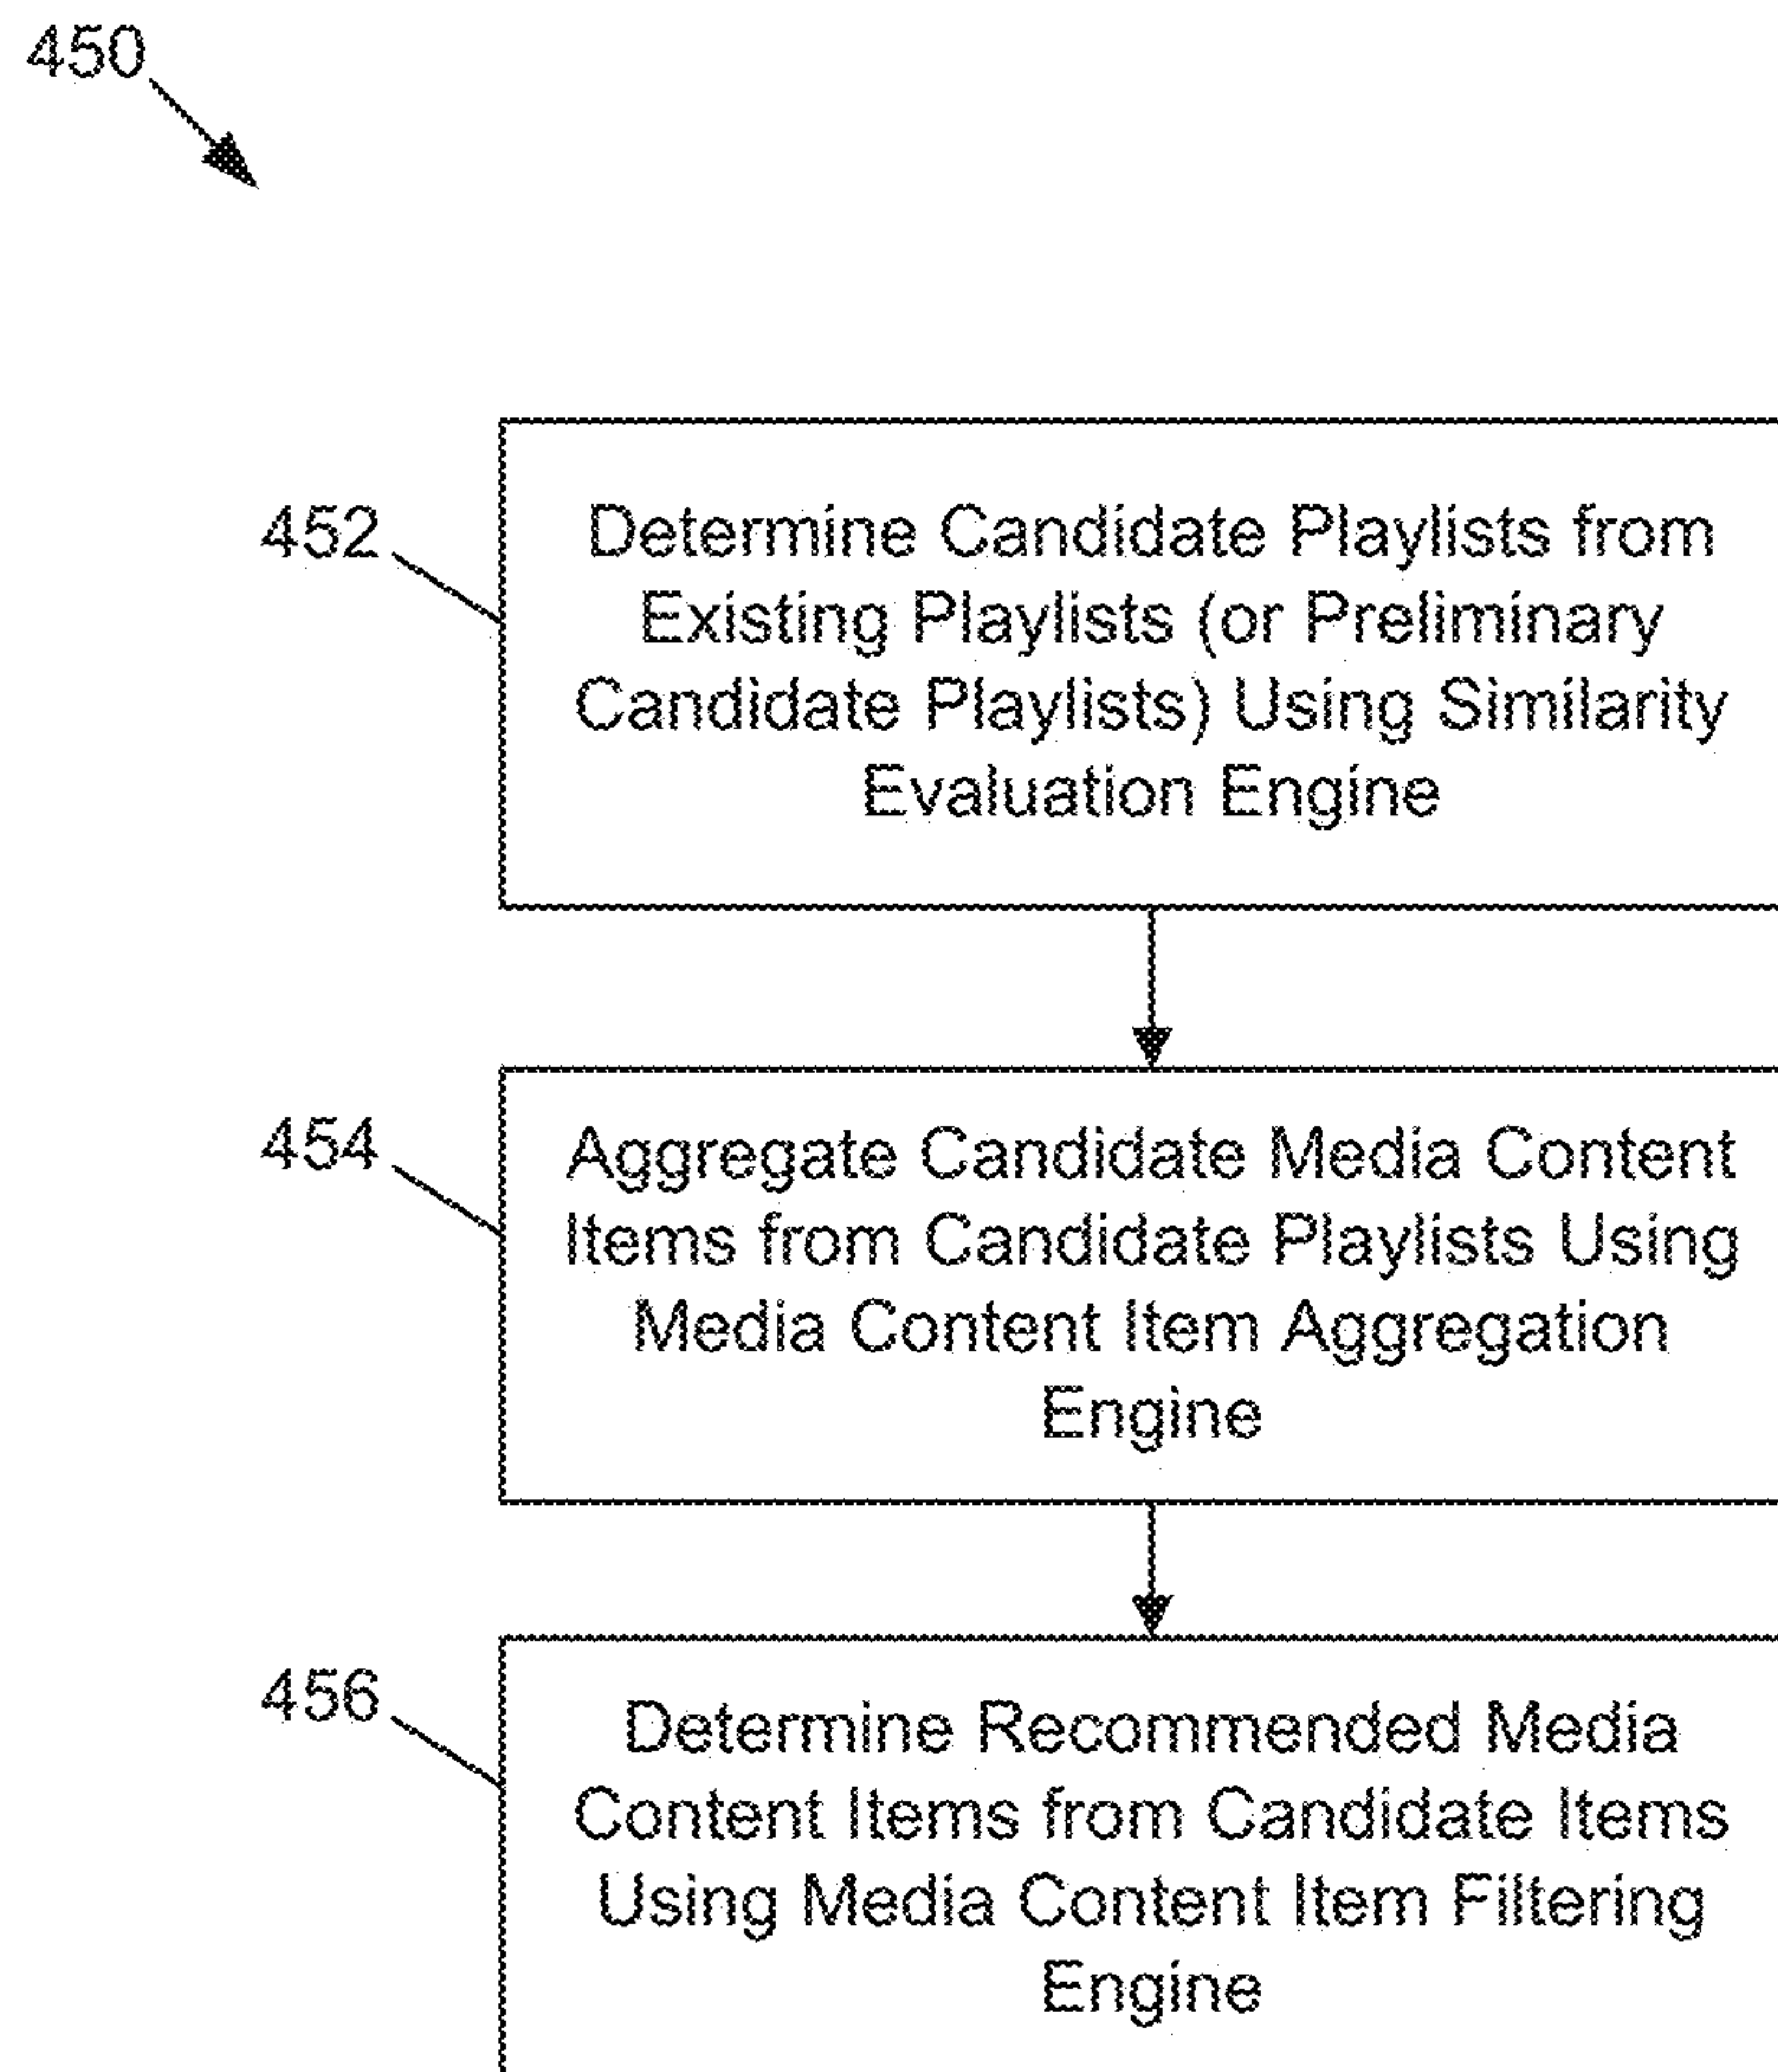 450
452
Determine Candidate Playlists from
Existing Playlists (or Preliminary
Candidate Playlists) Using Similarity
Evaluation Engine
454
Aggregate Candidate Media Content
Items from Candidate Playlists Using
Media Content Item Aggregation
Engine
456
Determine Recommended Media
Content Items from Candidate Items
Using Media Content Item Filtering
Engine